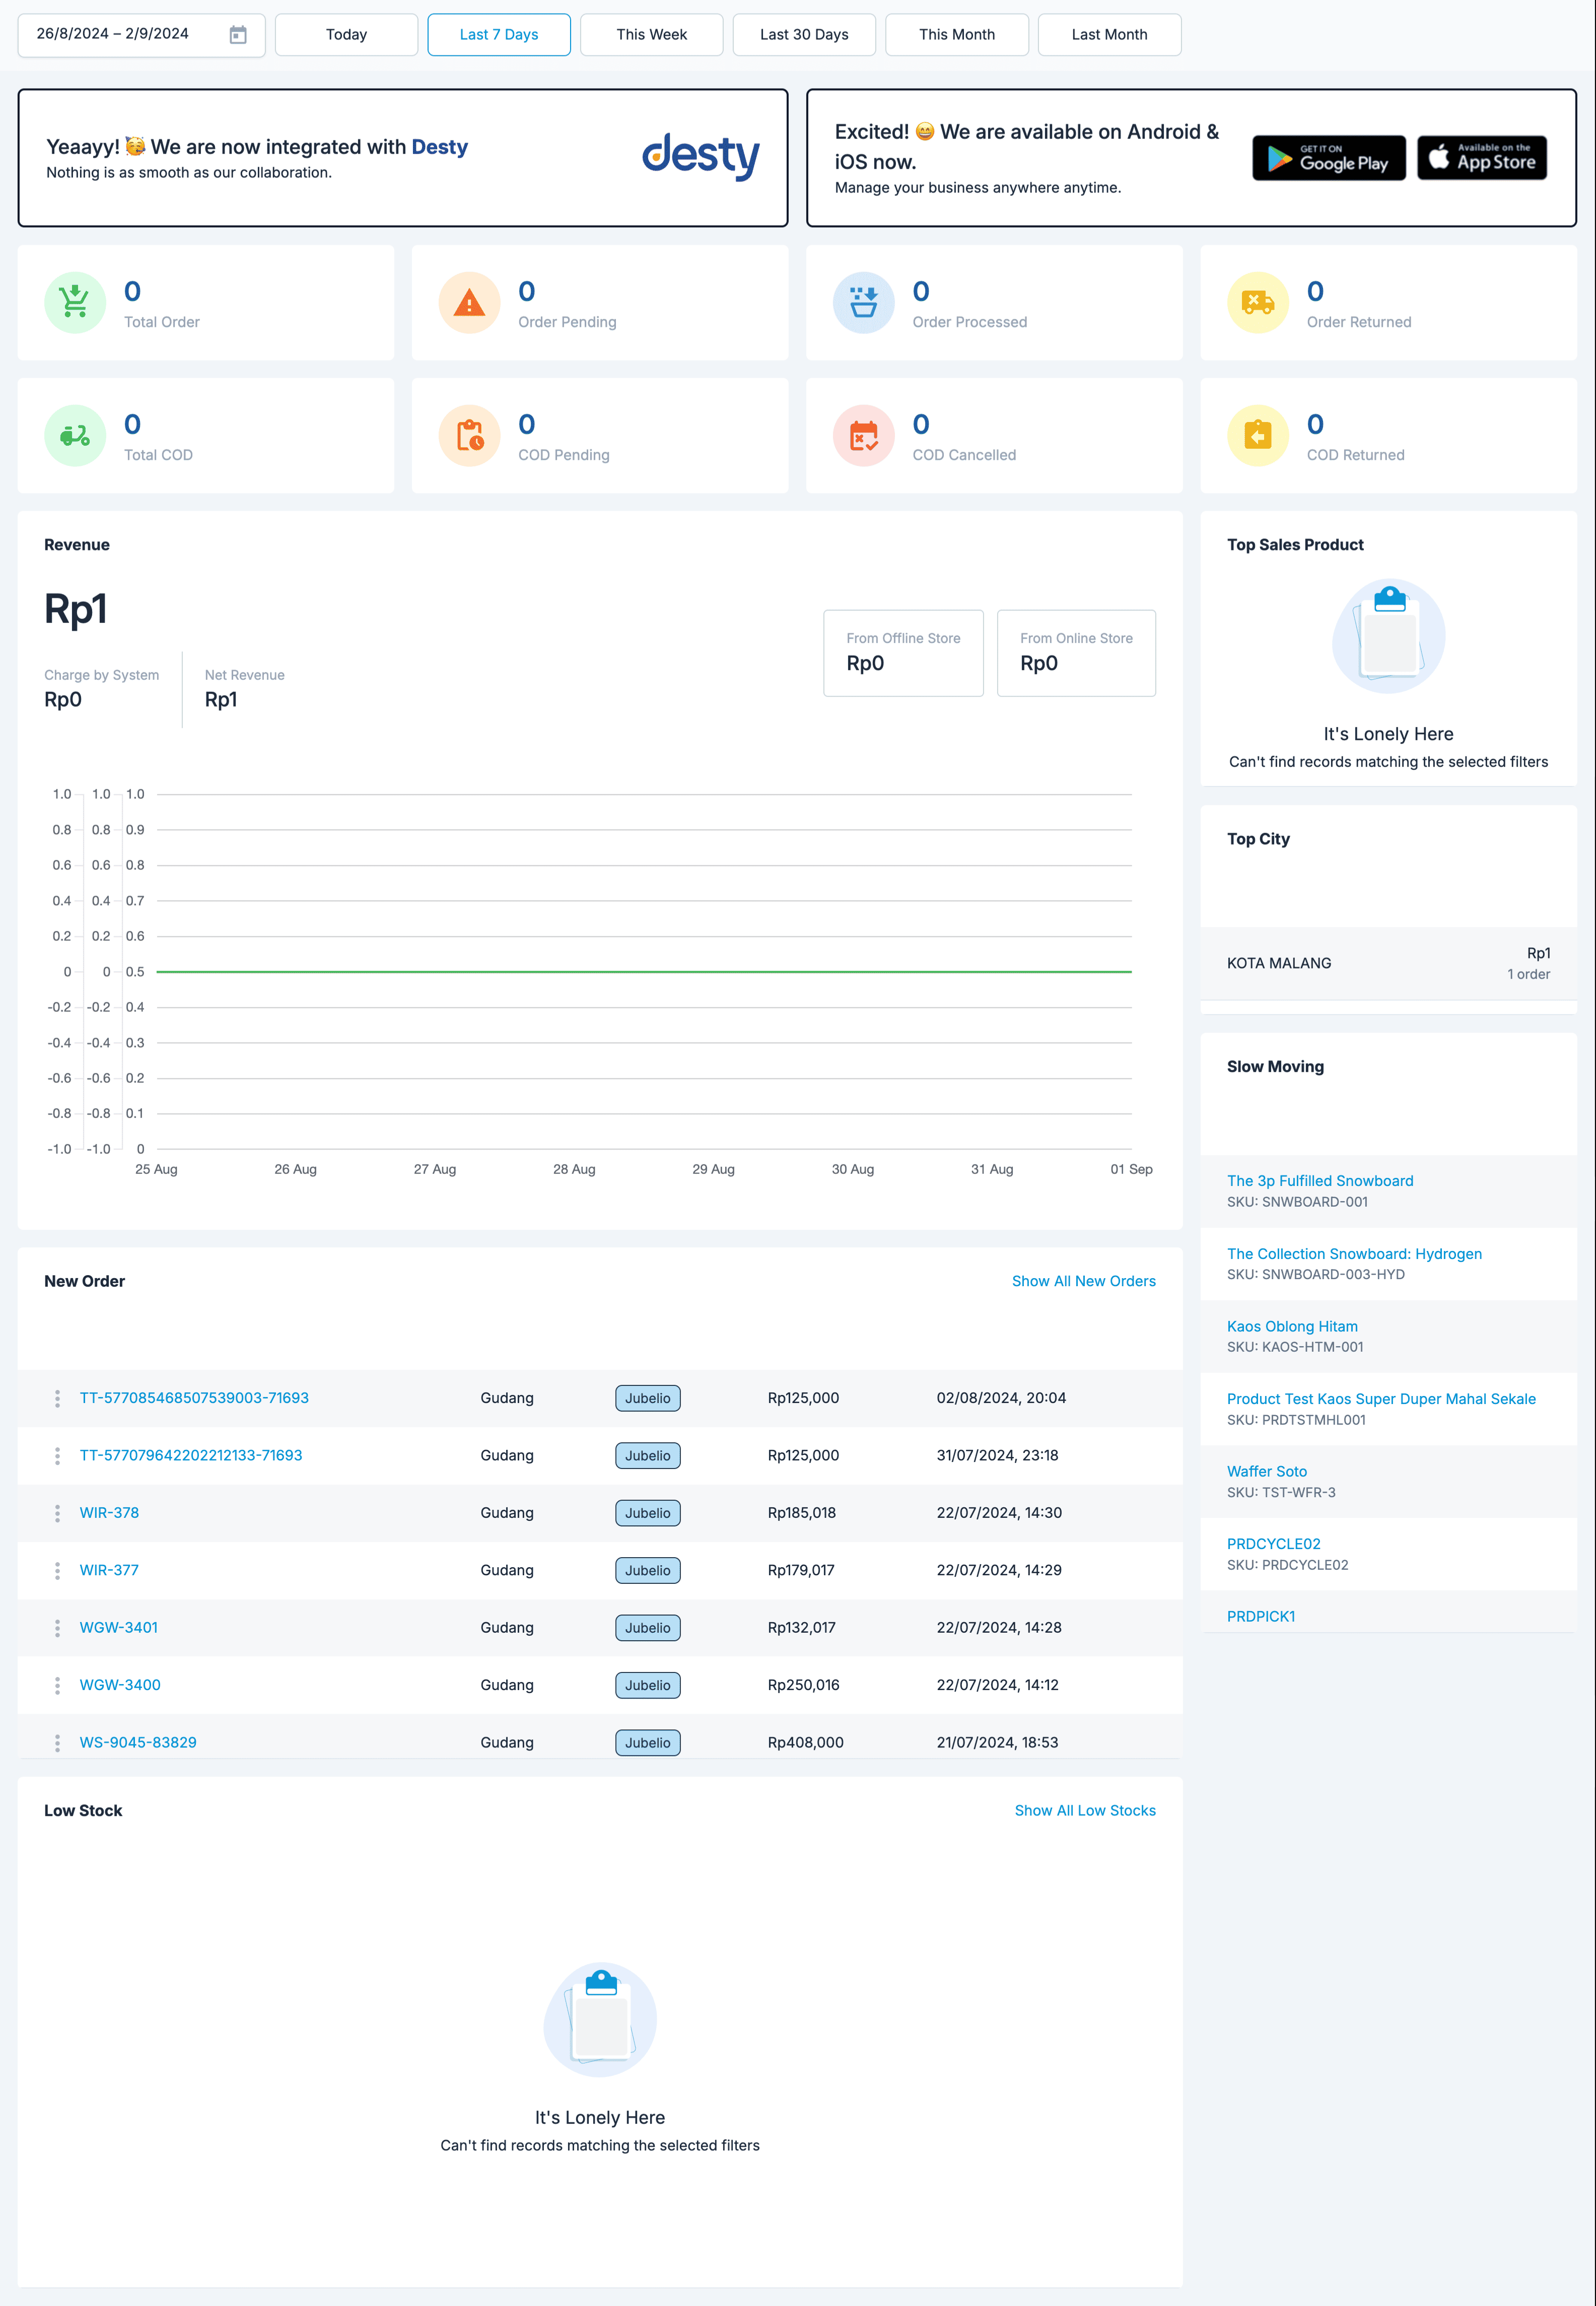 26/8/2024 – 2/9/2024
Today
Last 7 Days
This Week
Last 30 Days
This Month
Last Month
Yeaayy! 🥳 We are now integrated with Desty
Nothing is as smooth as our collaboration.
desty
Excited! 😄 We are available on Android &
iOS now.
Manage your business anywhere anytime.
GET IT ON
Google Play
Available on the
App Store
0
Total Order
0
Order Pending
0
Order Processed
0
Order Returned
0
Total COD
0
COD Pending
0
COD Cancelled
0
COD Returned
Revenue
Rp1
Charge by System
Rp0
Net Revenue
Rp1
From Offline Store
Rp0
From Online Store
Rp0
1.0 1.0 1.0
0.8 0.8 0.9
0.6 0.6 0.8
0.4 0.4 0.7
0.2 0.2 0.6
0 0 0.5
-0.2 -0.2 0.4
-0.4 -0.4 0.3
-0.6 -0.6 0.2
-0.8 -0.8 0.1
-1.0 -1.0 0
25 Aug 26 Aug 27 Aug 28 Aug 29 Aug 30 Aug 31 Aug 01 Sep
Top Sales Product
It's Lonely Here
Can't find records matching the selected filters
Top City
KOTA MALANG
Rp1
1 order
Slow Moving
The 3p Fulfilled Snowboard
SKU: SNWBOARD-001
The Collection Snowboard: Hydrogen
SKU: SNWBOARD-003-HYD
Kaos Oblong Hitam
SKU: KAOS-HTM-001
Product Test Kaos Super Duper Mahal Sekale
SKU: PRDTSTMHL001
Waffer Soto
SKU: TST-WFR-3
PRDCYCLE02
SKU: PRDCYCLE02
PRDPICK1
New Order
Show All New Orders
TT-577085468507539003-71693 Gudang Jubelio Rp125,000 02/08/2024, 20:04
TT-577079642202212133-71693 Gudang Jubelio Rp125,000 31/07/2024, 23:18
WIR-378 Gudang Jubelio Rp185,018 22/07/2024, 14:30
WIR-377 Gudang Jubelio Rp179,017 22/07/2024, 14:29
WGW-3401 Gudang Jubelio Rp132,017 22/07/2024, 14:28
WGW-3400 Gudang Jubelio Rp250,016 22/07/2024, 14:12
WS-9045-83829 Gudang Jubelio Rp408,000 21/07/2024, 18:53
Low Stock
Show All Low Stocks
It's Lonely Here
Can't find records matching the selected filters